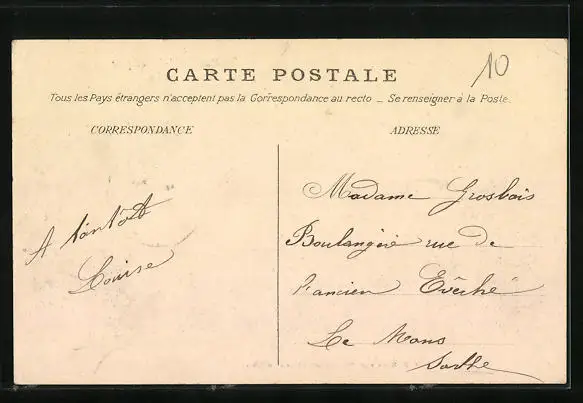 10
CARTE POSTALE
Tous les Pays étrangers n'acceptent pas la Correspondance au recto — Se renseigner à la Poste.
CORRESPONDANCE
ADRESSE
A tantôt
Louise
Madame Grosbois
Boulangère rue de
l'ancien Evêché
Le Mans
Sarthe